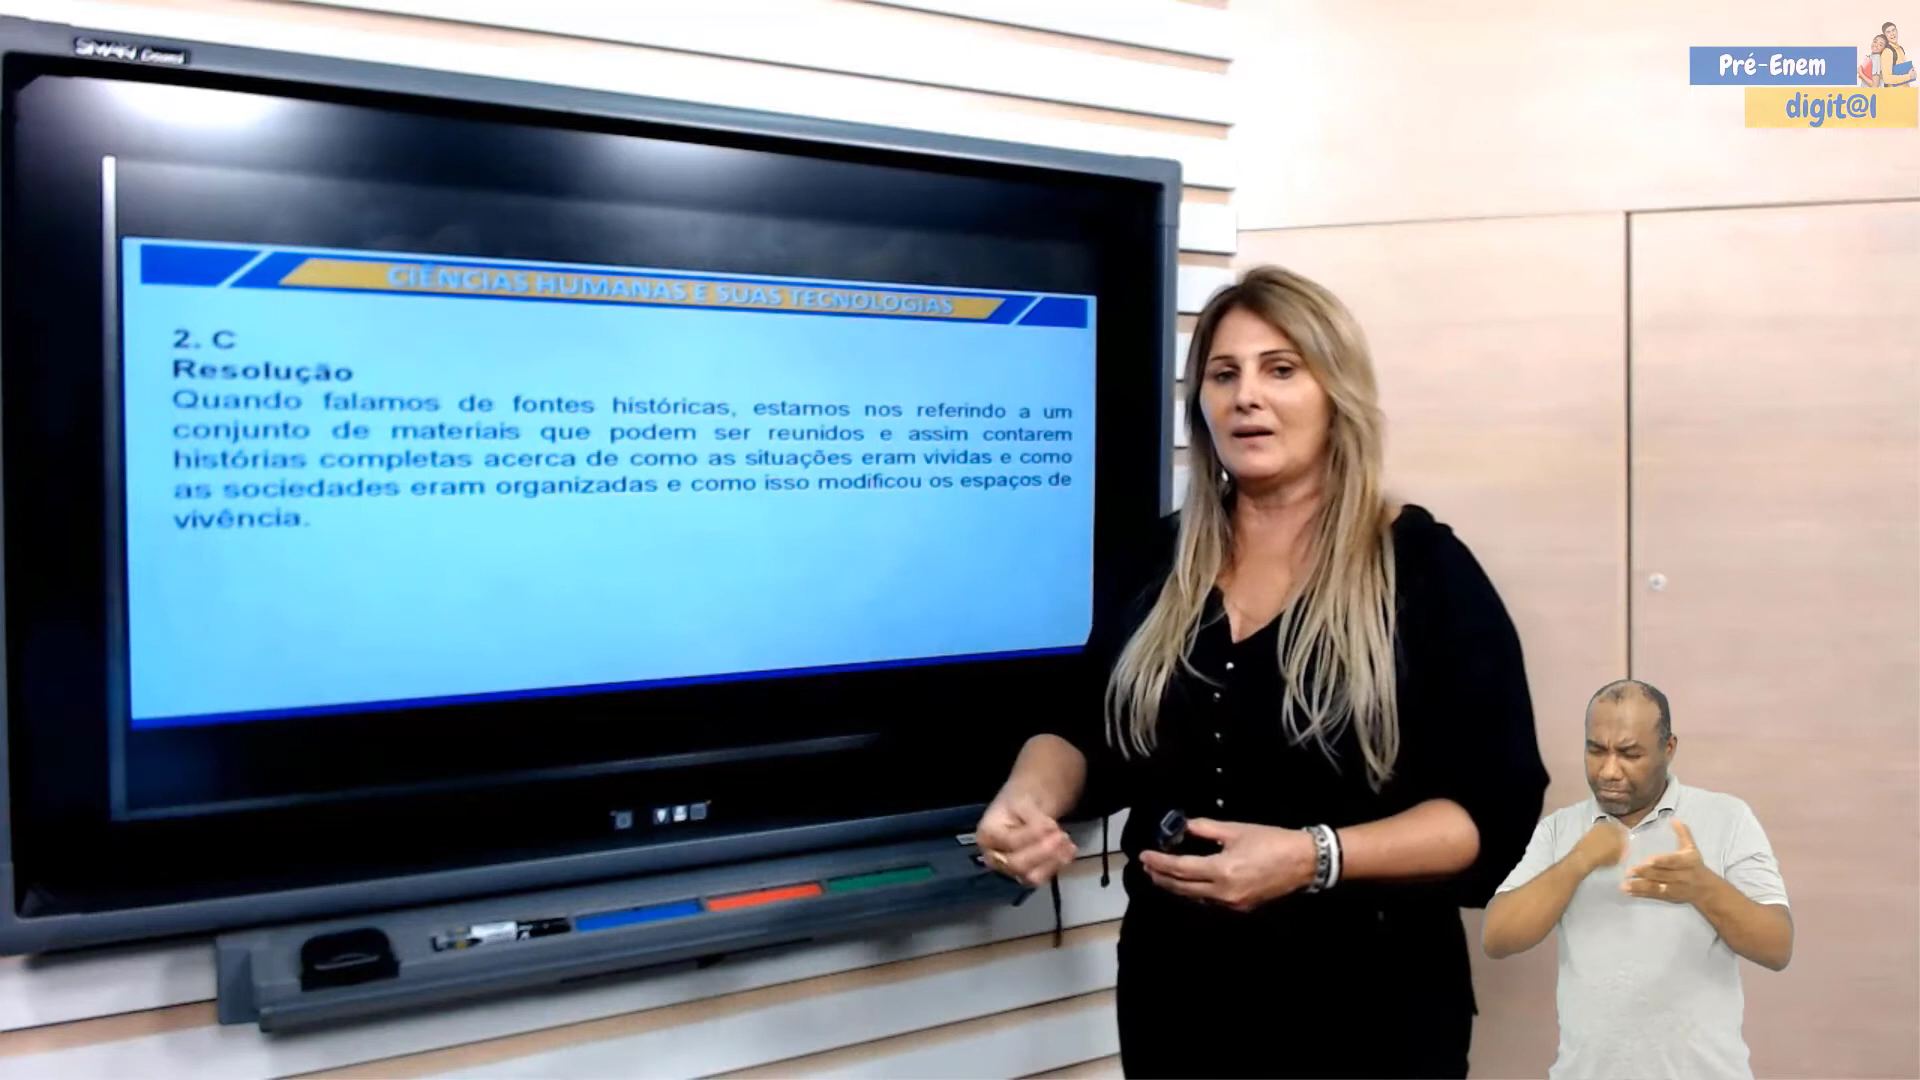 Pré-Enem
digit@l
CIÊNCIAS HUMANAS E SUAS TECNOLOGIAS
2. C
Resolução
Quando falamos de fontes históricas, estamos nos referindo a um
conjunto de materiais que podem ser reunidos e assim contarem
histórias completas acerca de como as situações eram vividas e como
as sociedades eram organizadas e como isso modificou os espaços de
vivência.